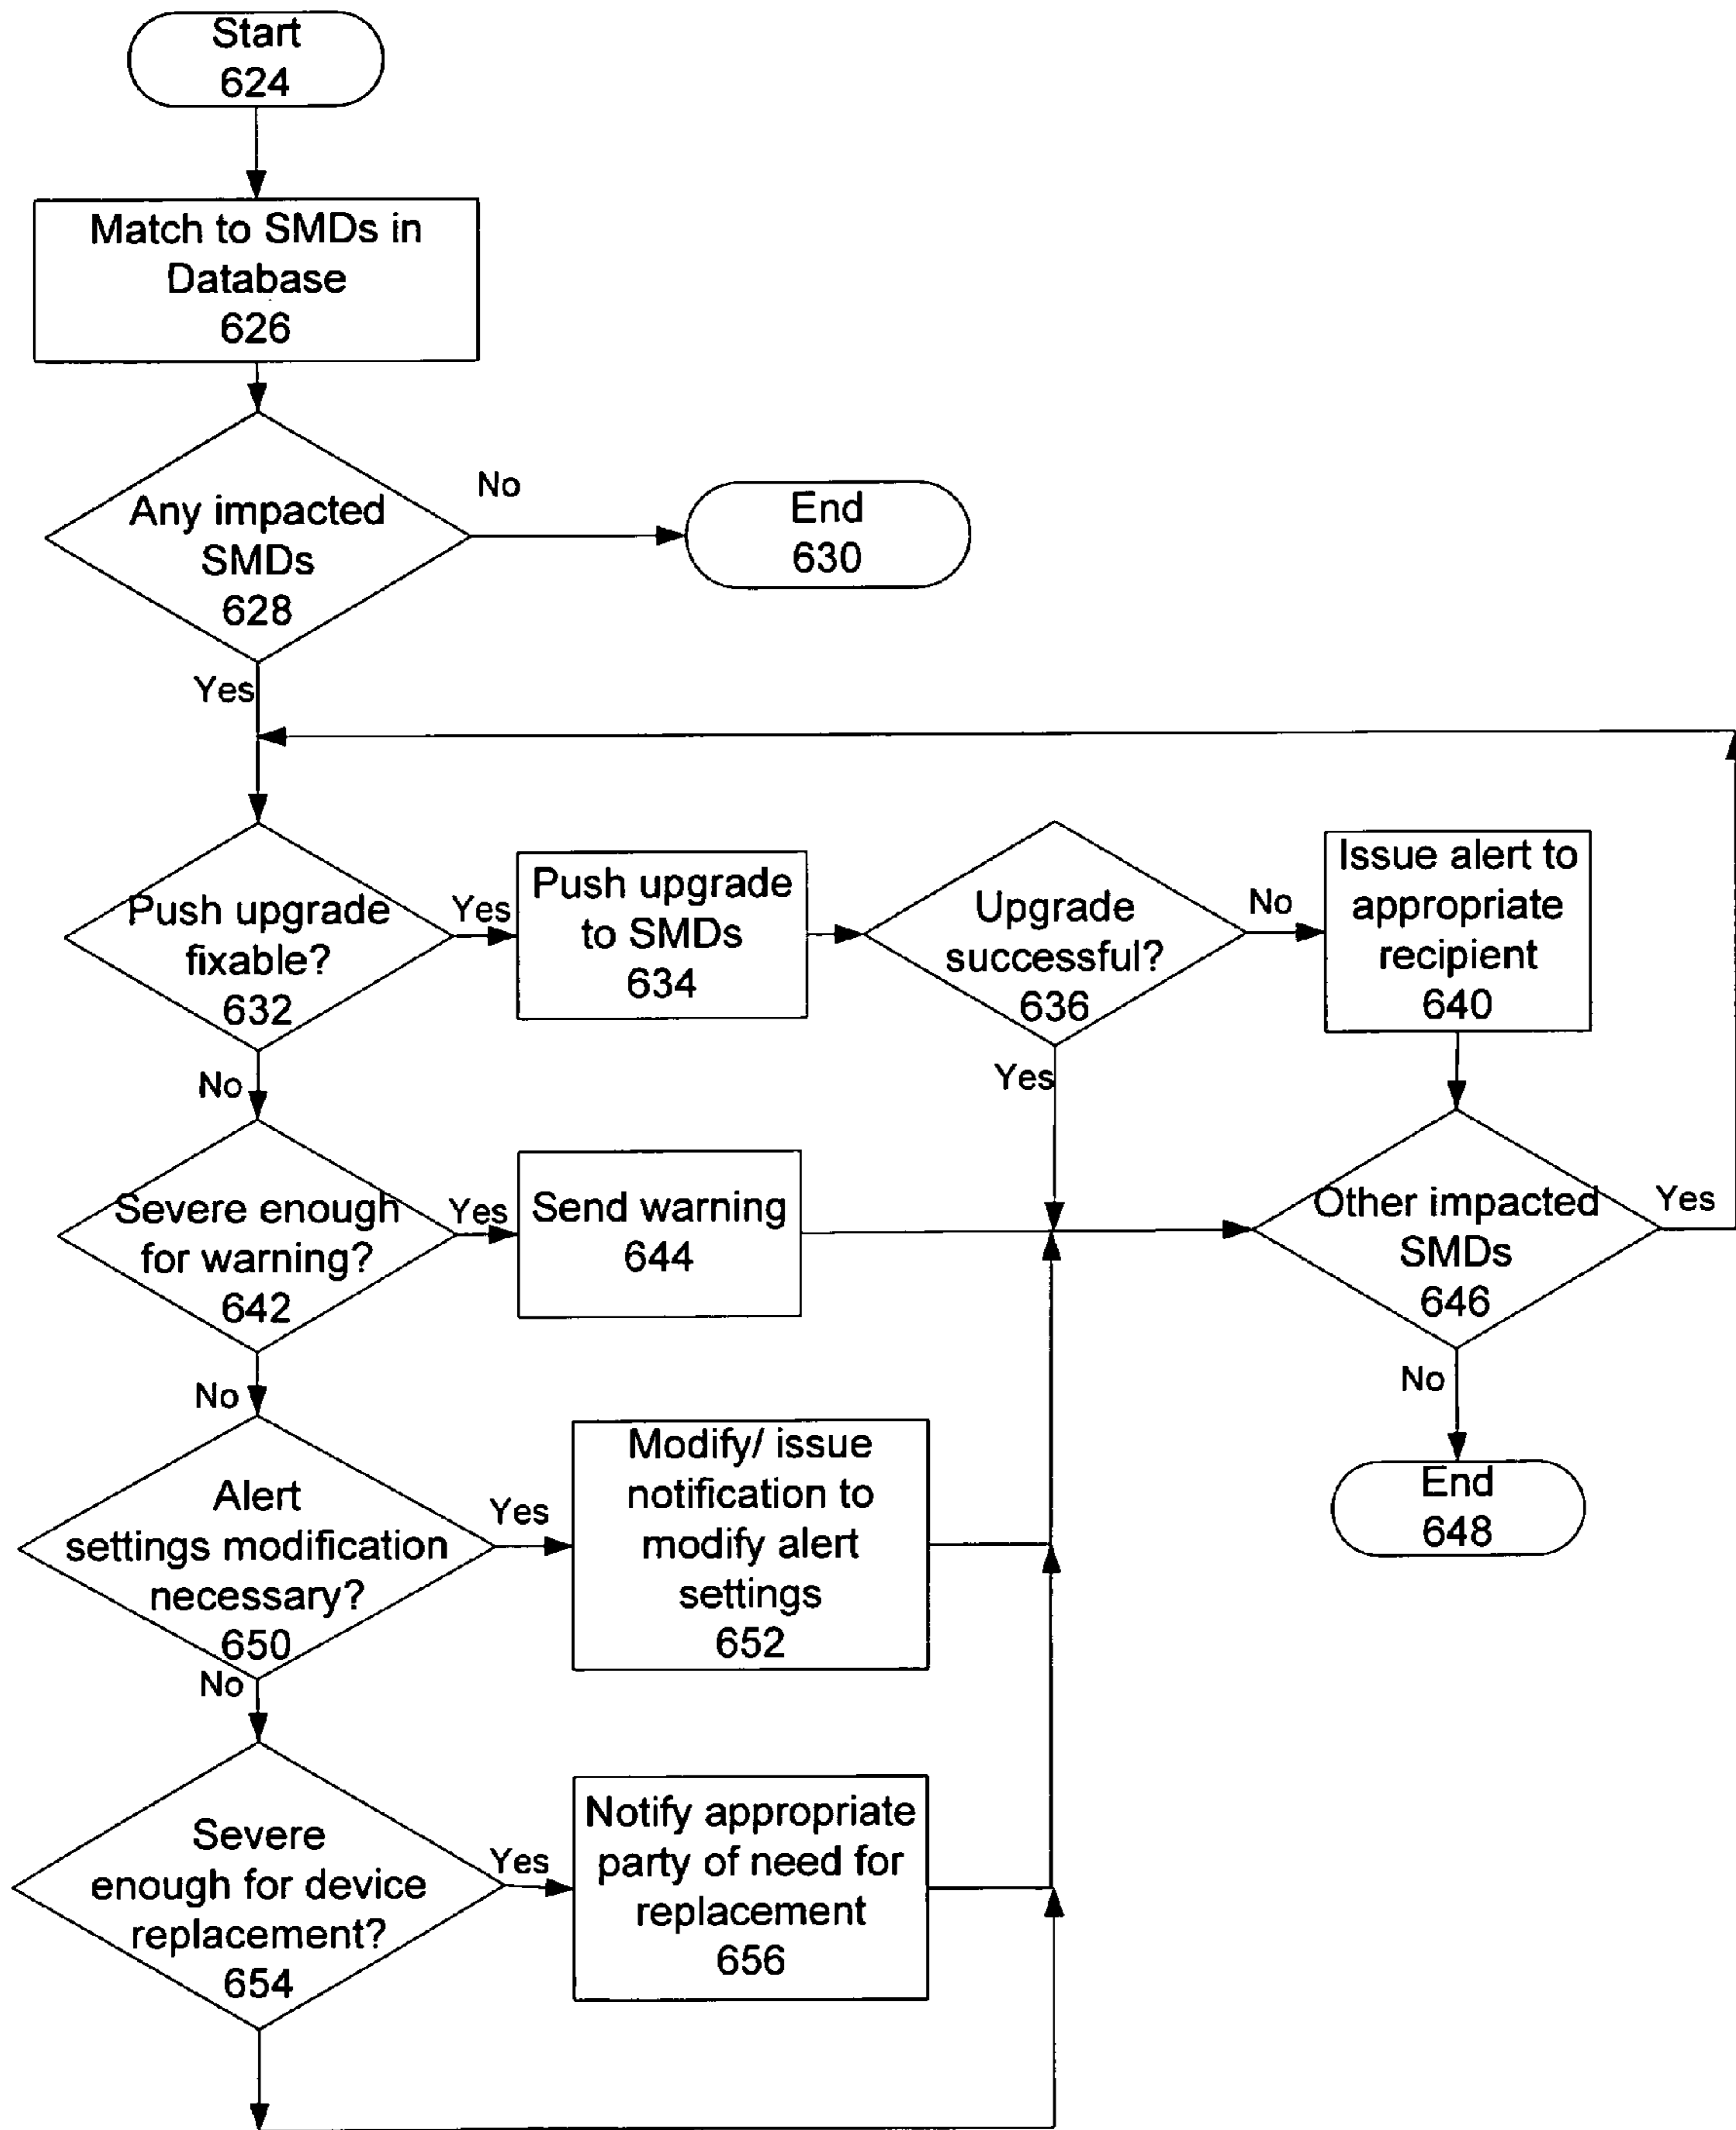 Start
624
Match to SMDs in
Database
626
Any impacted
SMDs
628
No
End
630
Yes
Push upgrade
fixable?
632
Yes
Push upgrade
to SMDs
634
Upgrade
successful?
636
No
Issue alert to
appropriate
recipient
640
No
Yes
Severe enough
for warning?
642
Yes
Send warning
644
Other impacted
SMDs
646
Yes
No
No
Alert
settings modification
necessary?
650
Yes
Modify/ issue
notification to
modify alert
settings
652
End
648
No
Severe
enough for device
replacement?
654
Yes
Notify appropriate
party of need for
replacement
656